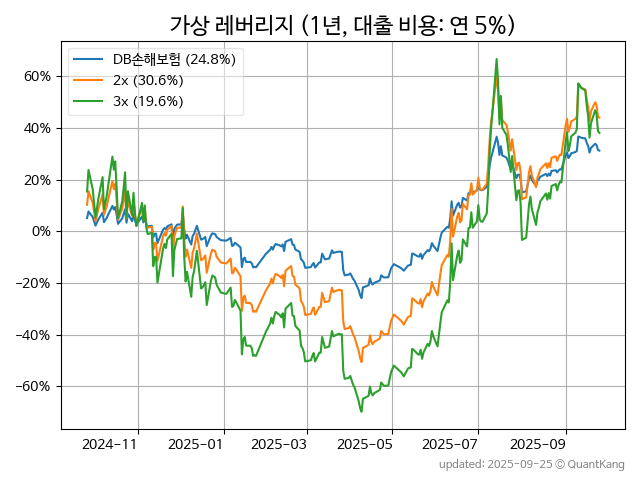 가상 레버리지 (1년, 대출 비용: 연 5%)
DB손해보험 (24.8%)
2x (30.6%)
3x (19.6%)
60%
40%
20%
0%
−20%
−40%
−60%
2024-11
2025-01
2025-03
2025-05
2025-07
2025-09
updated: 2025-09-25 © QuantKang